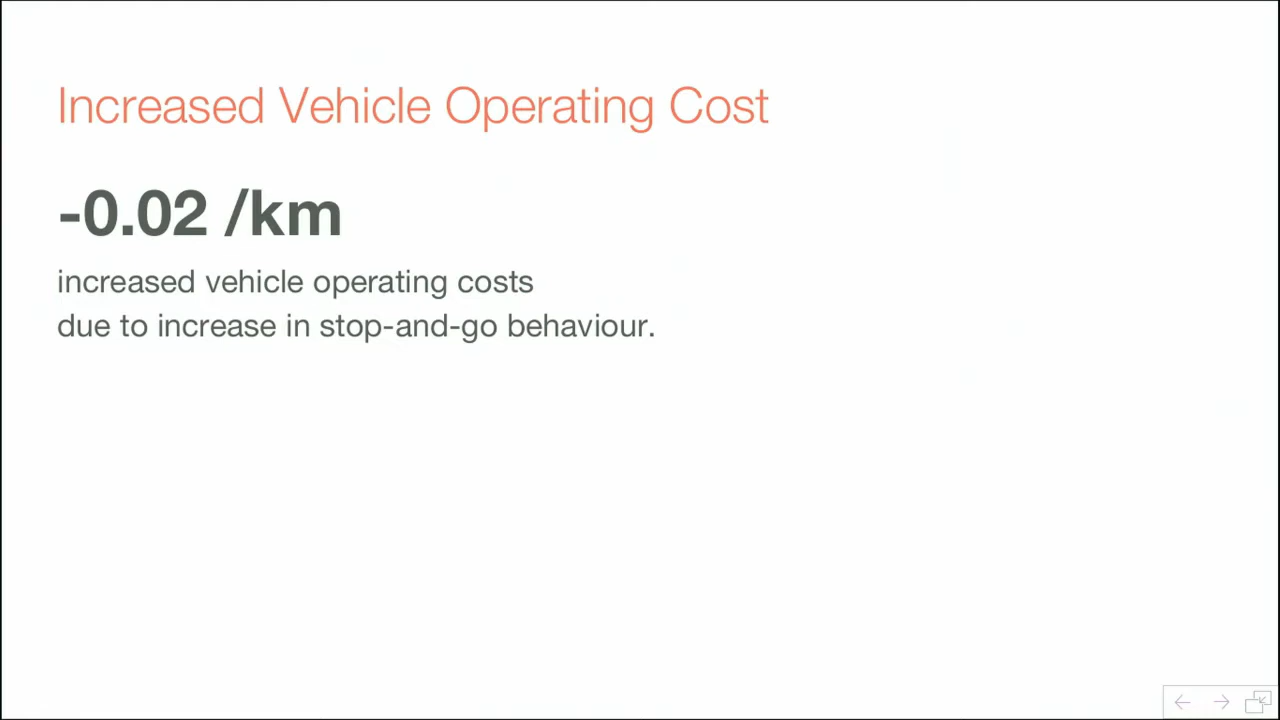 Increased Vehicle Operating Cost
-0.02 /km
increased vehicle operating costs
due to increase in stop-and-go behaviour.